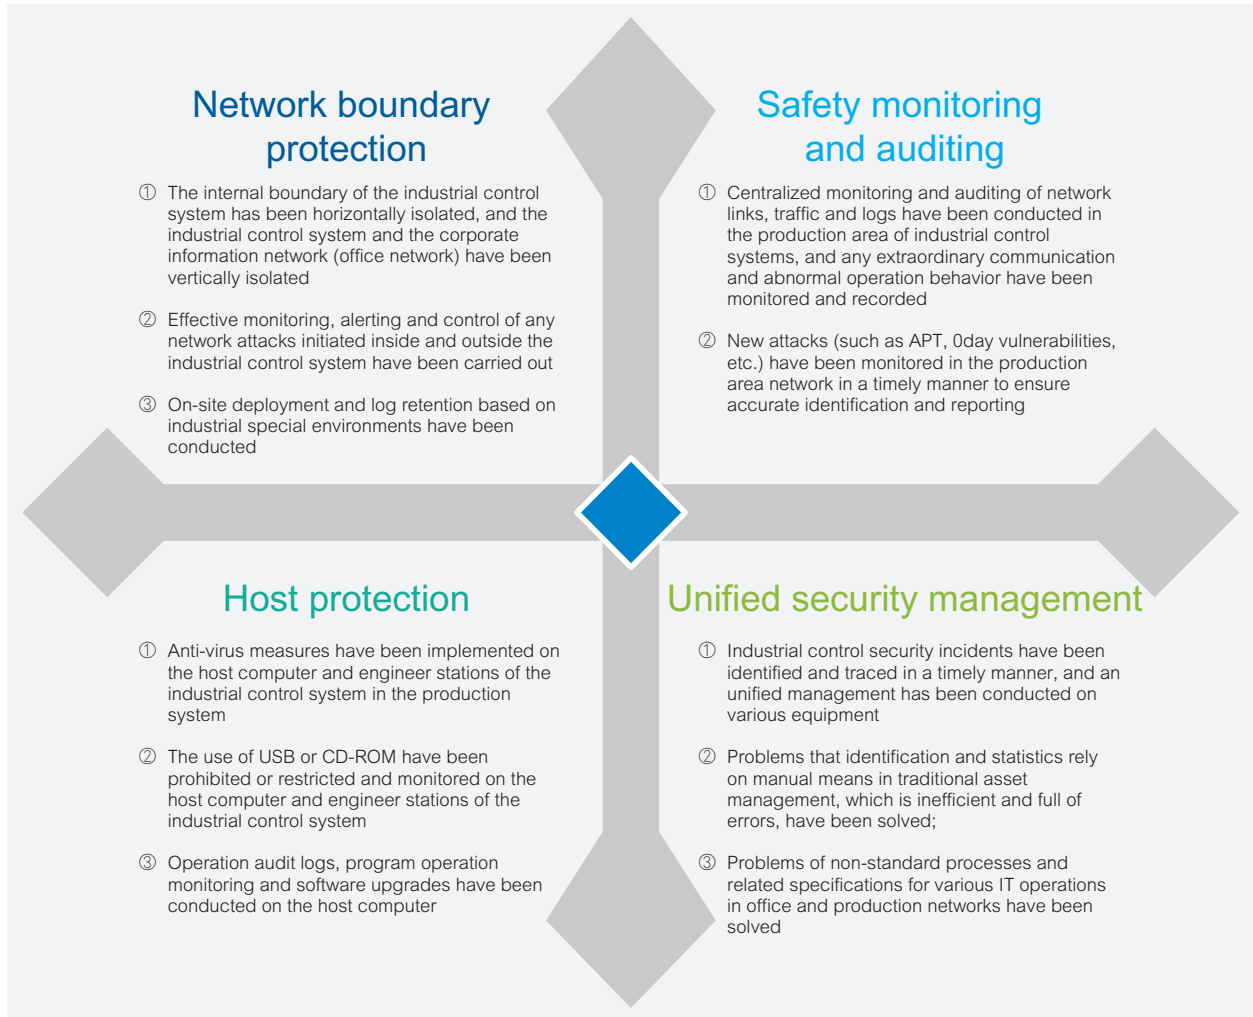 Network boundary
protection
① The internal boundary of the industrial control
system has been horizontally isolated, and the
industrial control system and the corporate
information network (office network) have been
vertically isolated
② Effective monitoring, alerting and control of any
network attacks initiated inside and outside the
industrial control system have been carried out
③ On-site deployment and log retention based on
industrial special environments have been
conducted
Safety monitoring
and auditing
① Centralized monitoring and auditing of network
links, traffic and logs have been conducted in
the production area of industrial control
systems, and any extraordinary communication
and abnormal operation behavior have been
monitored and recorded
② New attacks (such as APT, 0day vulnerabilities,
etc.) have been monitored in the production
area network in a timely manner to ensure
accurate identification and reporting
Host protection
① Anti-virus measures have been implemented on
the host computer and engineer stations of the
industrial control system in the production
system
② The use of USB or CD-ROM have been
prohibited or restricted and monitored on the
host computer and engineer stations of the
industrial control system
③ Operation audit logs, program operation
monitoring and software upgrades have been
conducted on the host computer
Unified security management
① Industrial control security incidents have been
identified and traced in a timely manner, and an
unified management has been conducted on
various equipment
② Problems that identification and statistics rely
on manual means in traditional asset
management, which is inefficient and full of
errors, have been solved;
③ Problems of non-standard processes and
related specifications for various IT operations
in office and production networks have been
solved